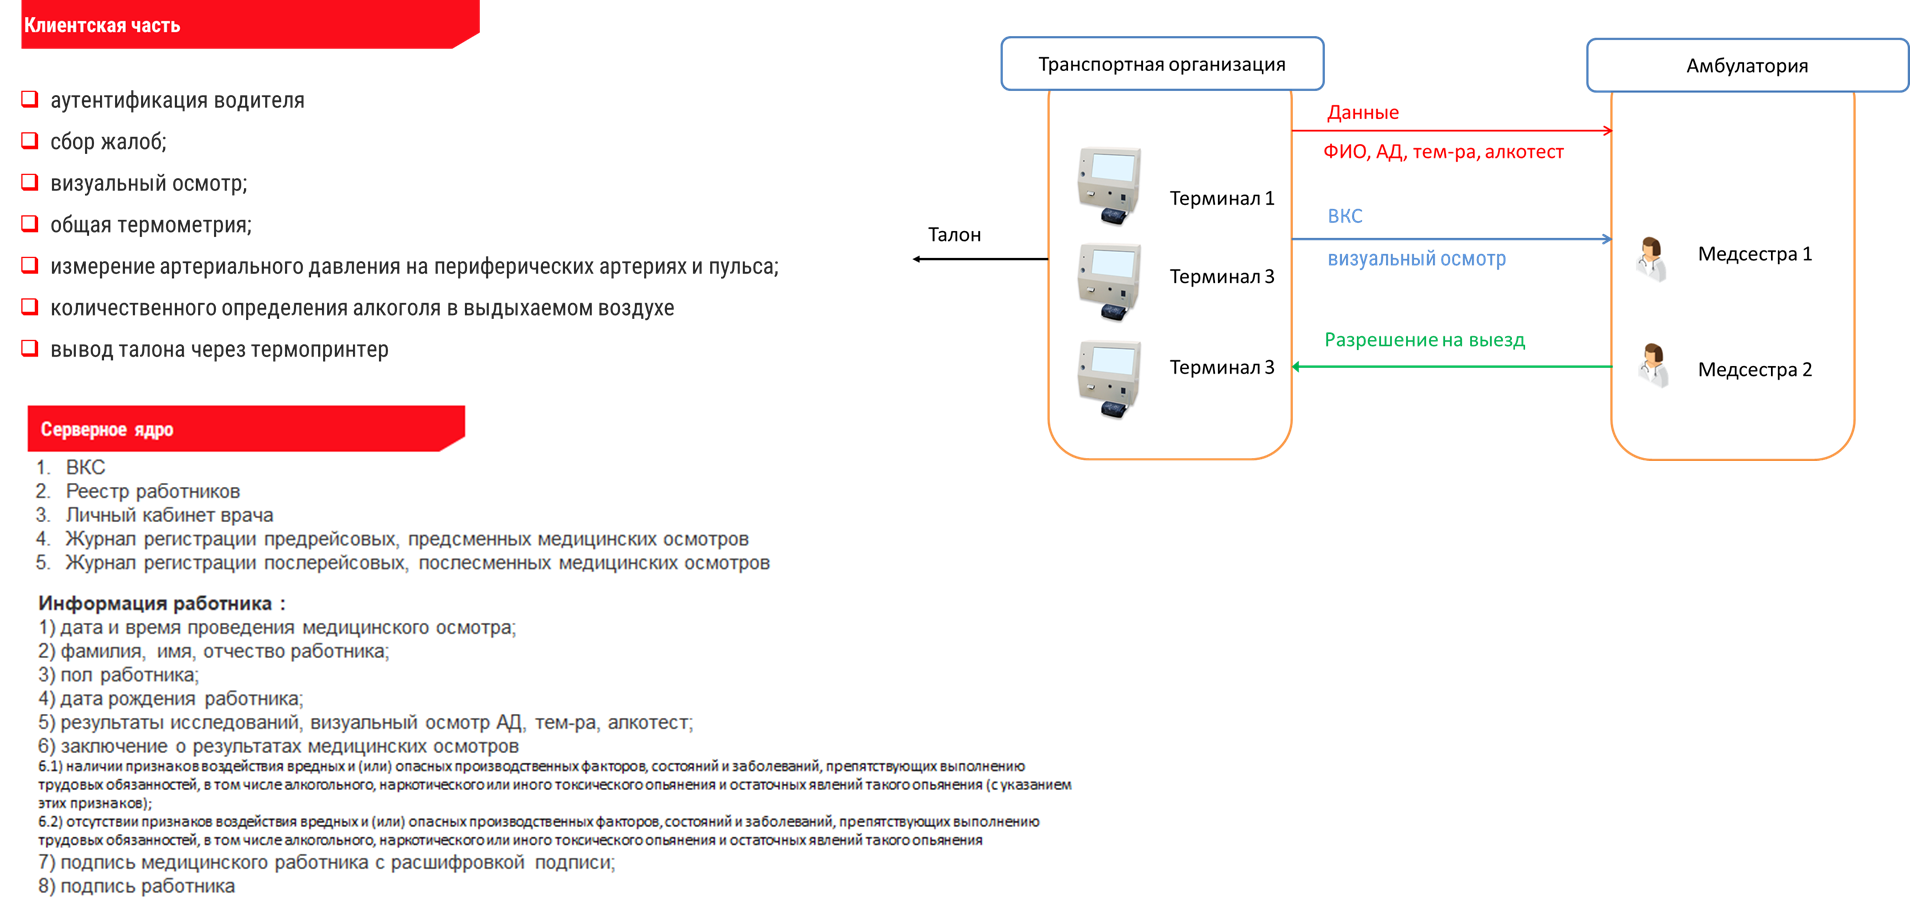 Клиентская часть
аутентификация водителя
сбор жалоб;
визуальный осмотр;
общая термометрия;
измерение артериального давления на периферических артериях и пульса;
количественного определения алкоголя в выдыхаемом воздухе
вывод талона через термопринтер
Транспортная организация
Амбулатория
Данные
ФИО, АД, тем-ра, алкотест
Терминал 1
ВКС
Талон
визуальный осмотр
Медсестра 1
Терминал 3
Разрешение на выезд
Терминал 3
Медсестра 2
Серверное ядро
1. ВКС
2. Реестр работников
3. Личный кабинет врача
4. Журнал регистрации предрейсовых, предсменных медицинских осмотров
5. Журнал регистрации послерейсовых, послесменных медицинских осмотров
Информация работника :
1) дата и время проведения медицинского осмотра;
2) фамилия, имя, отчество работника;
3) пол работника;
4) дата рождения работника;
5) результаты исследований, визуальный осмотр АД, тем-ра, алкотест;
6) заключение о результатах медицинских осмотров
6.1) наличии признаков воздействия вредных и (или) опасных производственных факторов, состояний и заболеваний, препятствующих выполнению
трудовых обязанностей, в том числе алкогольного, наркотического или иного токсического опьянения и остаточных явлений такого опьянения (с указанием
этих признаков);
6.2) отсутствии признаков воздействия вредных и (или) опасных производственных факторов, состояний и заболеваний, препятствующих выполнению
трудовых обязанностей, в том числе алкогольного, наркотического или иного токсического опьянения и остаточных явлений такого опьянения
7) подпись медицинского работника с расшифровкой подписи;
8) подпись работника